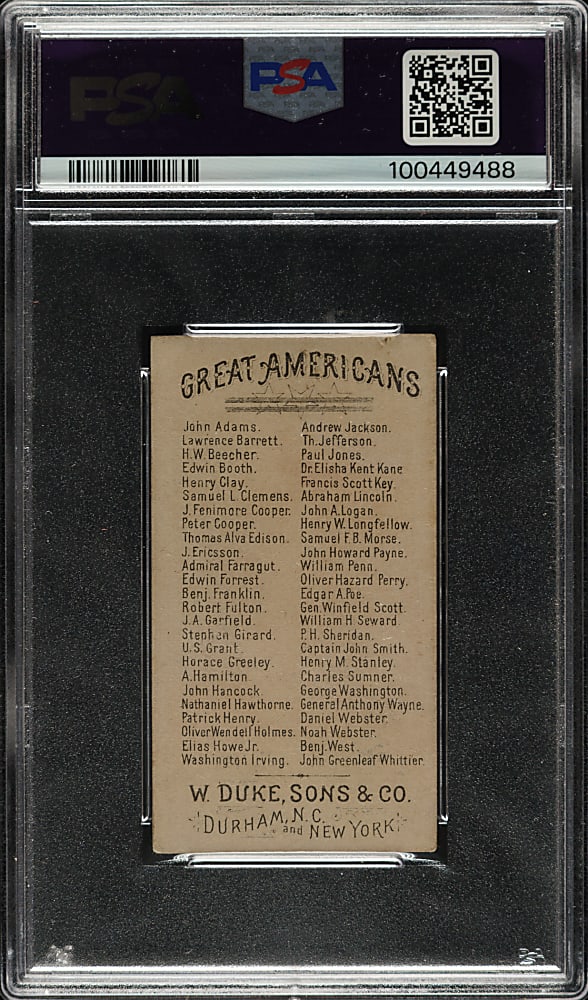 PSA
PSA
100449488
GREAT AMERICANS
John Adams.
Lawrence Barrett.
H.W. Beecher.
Edwin Booth.
Henry Clay.
Samuel L. Clemens.
J. Fenimore Cooper.
Peter Cooper.
Thomas Alva Edison.
J. Ericsson.
Admiral Farragut.
Edwin Forrest.
Benj. Franklin.
Robert Fulton.
J.A. Garfield.
Stephen Girard.
U.S. Grant.
Horace Greeley.
A. Hamilton.
John Hancock
Nathaniel Hawthorne.
Patrick Henry.
Oliver Wendell Holmes.
Elias Howe Jr.
Washington Irving.
Andrew Jackson.
Th. Jefferson.
Paul Jones.
Dr. Elisha Kent Kane
Francis Scott Key.
Abraham Lincoln.
John A. Logan.
Henry W. Longfellow.
Samuel F.B. Morse.
John Howard Payne.
William Penn.
Oliver Hazard Perry.
Edgar A. Poe.
Gen. Winfield Scott.
William H. Seward
P.H. Sheridan.
Captain John Smith.
Henry M. Stanley.
Charles Sumner.
George Washington.
General Anthony Wayne.
Daniel Webster.
Noah Webster.
Benj. West.
John Greenleaf Whittier.
W. DUKE, SONS & CO.
DURHAM, N.C.
and NEW YORK